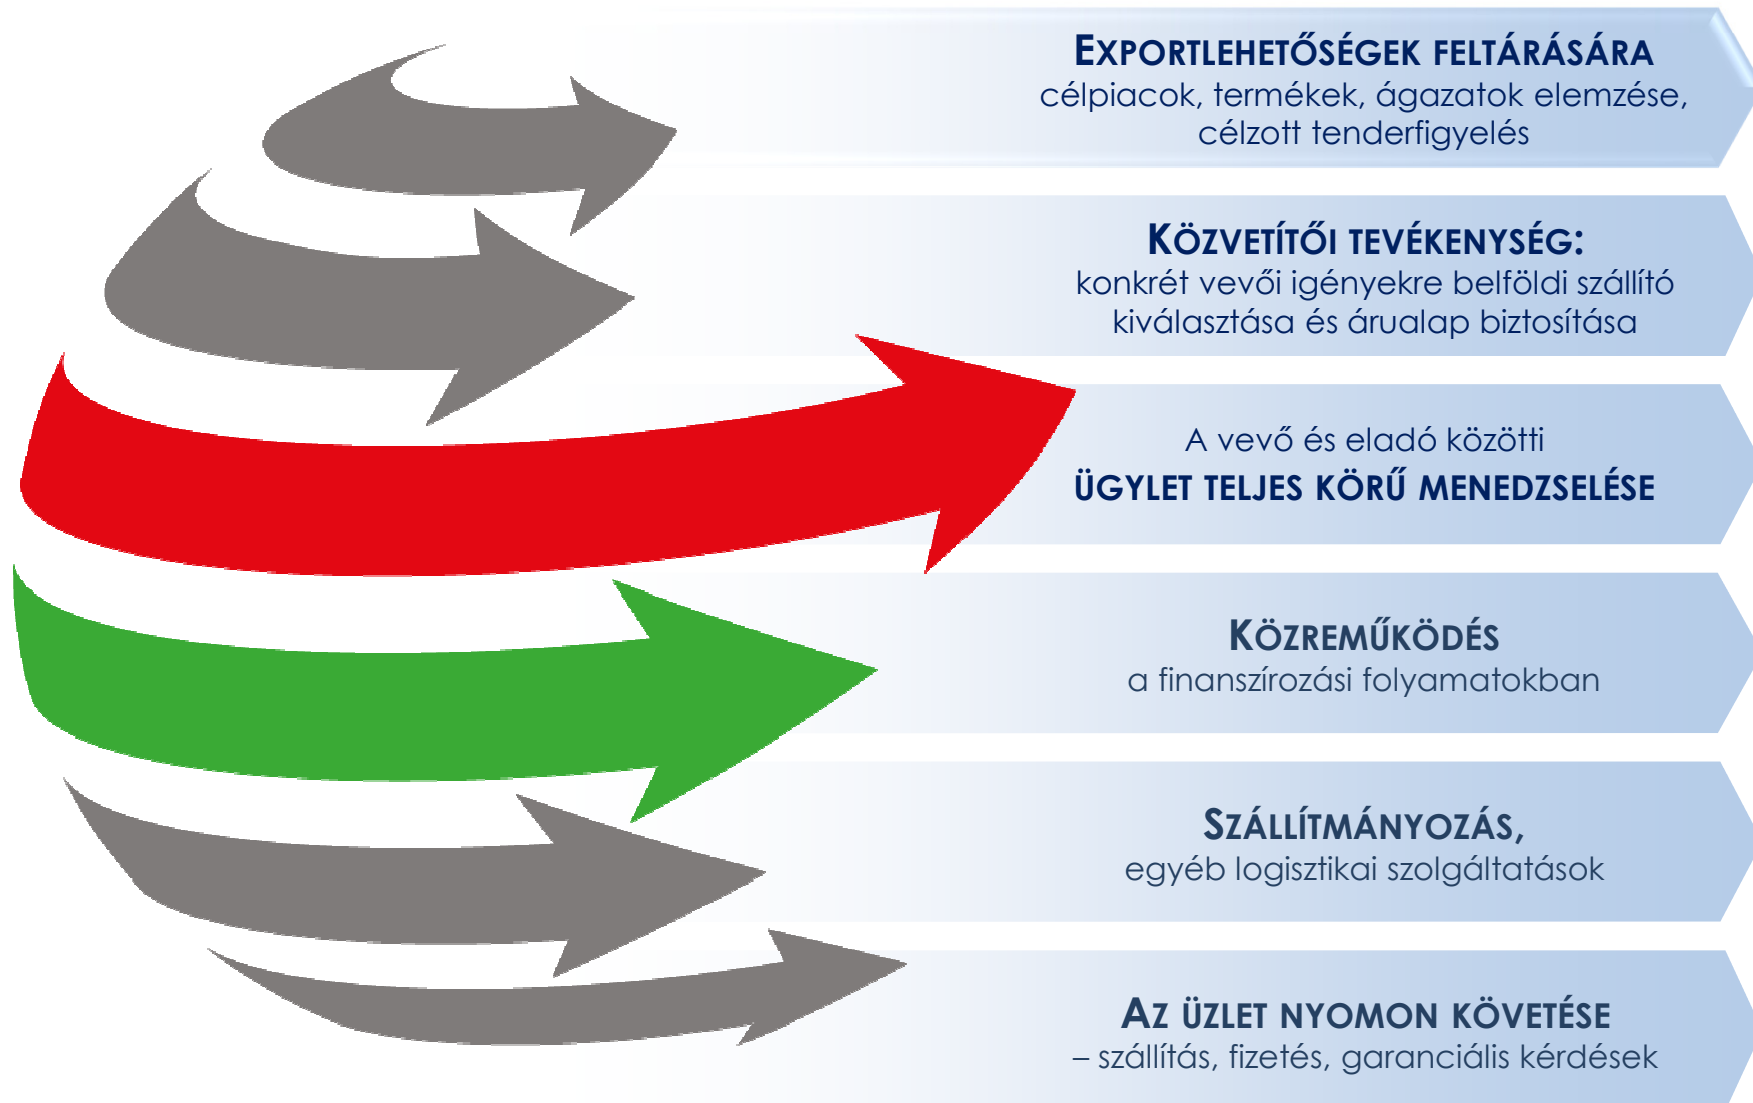 EXPORTLEHETŐSÉGEK FELTÁRÁSÁRA
célpiacok, termékek, ágazatok elemzése,
célzott tenderfigyelés
KÖZVETÍTŐI TEVÉKENYSÉG:
konkrét vevői igényekre belföldi szállító
kiválasztása és árualap biztosítása
A vevő és eladó közötti
ÜGYLET TELJES KÖRŰ MENEDZSELÉSE
KÖZREMŰKÖDÉS
a finanszírozási folyamatokban
SZÁLLÍTMÁNYOZÁS,
egyéb logisztikai szolgáltatások
AZ ÜZLET NYOMON KÖVETÉSE
– szállítás, fizetés, garanciális kérdések